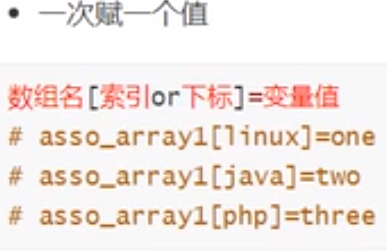 • 一次赋一个值
数组名[索引or下标]=变量值
# asso_array1[linux]=one
# asso_array1[java]=two
# asso_array1[php]=three